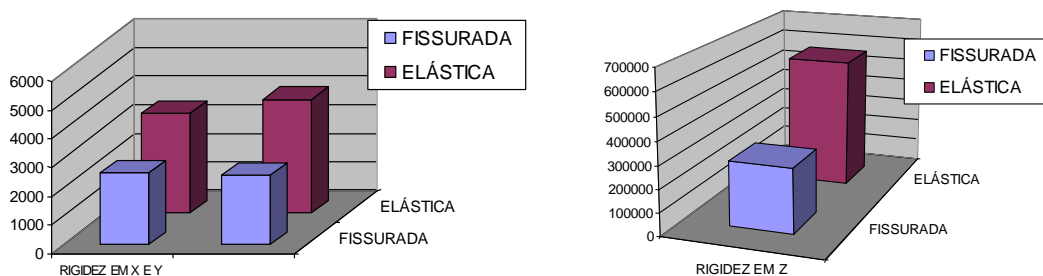 6000
5000
4000
3000
2000
1000
0
RIGIDEZ EM X E Y
FISSURADA
ELÁSTICA
FISSURADA
ELÁSTICA
700000
600000
500000
400000
300000
200000
100000
0
RIGIDEZ EM Z
FISSURADA
ELÁSTICA
FISSURADA
ELÁSTICA